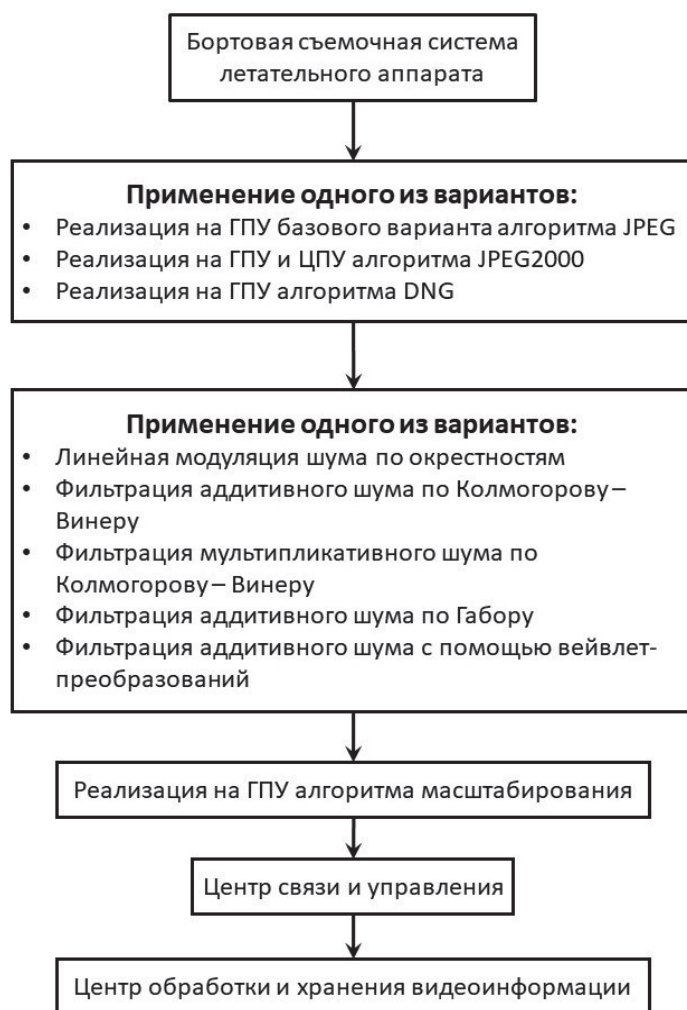 Бортовая съемочная система
летательного аппарата
Применение одного из вариантов:
• Реализация на ГПУ базового варианта алгоритма JPEG
• Реализация на ГПУ и ЦПУ алгоритма JPEG2000
• Реализация на ГПУ алгоритма DNG
Применение одного из вариантов:
• Линейная модуляция шума по окрестностям
• Фильтрация аддитивного шума по Колмогорову –
Винеру
• Фильтрация мультипликативного шума по
Колмогорову – Винеру
• Фильтрация аддитивного шума по Габору
• Фильтрация аддитивного шума с помощью вейвлет-
преобразований
Реализация на ГПУ алгоритма масштабирования
Центр связи и управления
Центр обработки и хранения видеоинформации